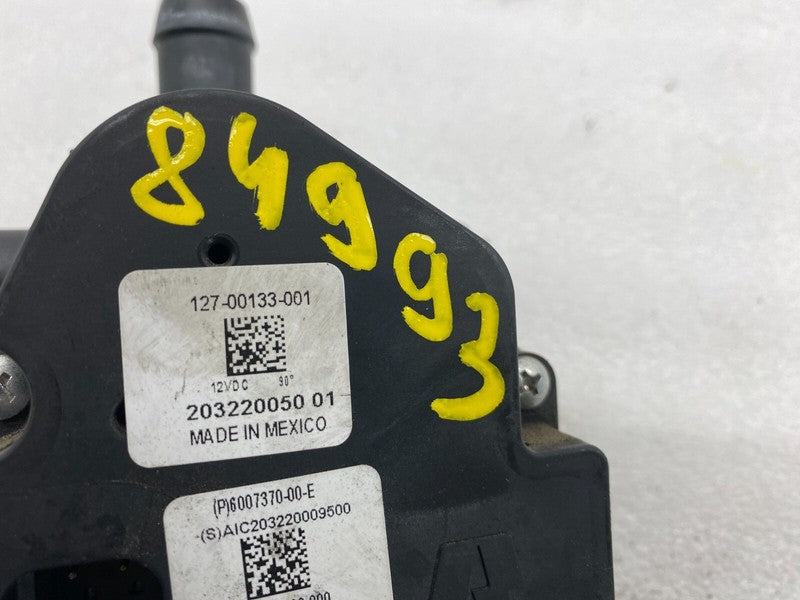 84993
127-00133-001
12VDC 90°
203220050 01
MADE IN MEXICO
(P)6007370-00-E
(S)AIC203220009500